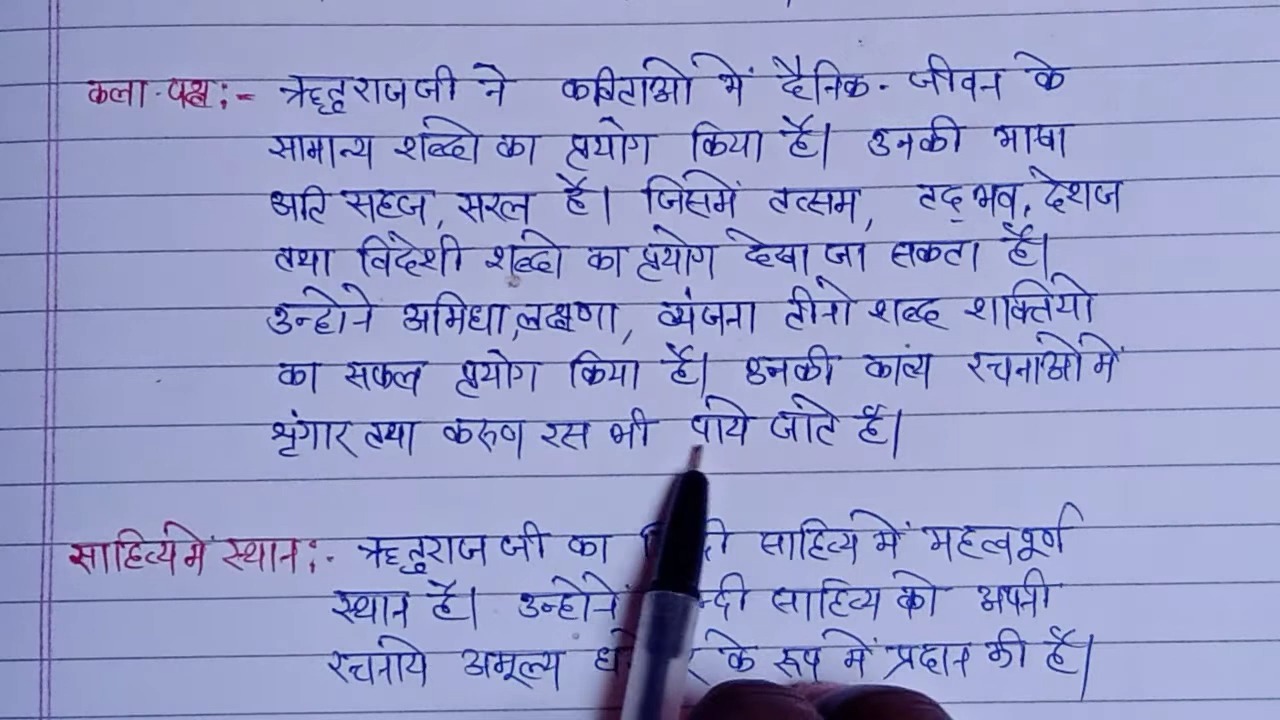 कला-पक्ष:- ऋतुराज जी ने कविताओं में दैनिक-जीवन के
सामान्य शब्दो का प्रयोग किया है। उनकी भाषा
अति सहज, सरल है। जिसमें तत्सम, तद्भव, देशज
तथा विदेशी शब्दो का प्रयोग देखा जा सकता है।
उन्होने अभिधा, लक्षणा, व्यंजना तीनो शब्द शक्तियो
का सफल प्रयोग किया है। उनकी काव्य रचनाओ में
श्रृंगार तथा करुण रस भी पाये जाते है।
साहित्य में स्थान:- ऋतुराज जी का साहित्य में महत्वपूर्ण
स्थान है। उन्होने साहित्य को अपनी
रचनाये अमूल्य के रूप में प्रदान की है।